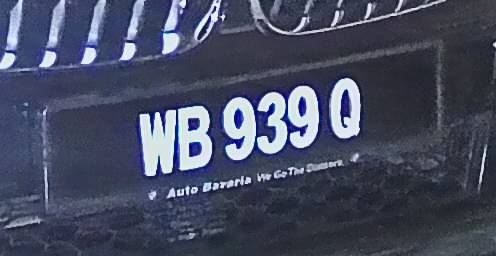 WB 939 Q
Auto Bavaria We Go The Distance.